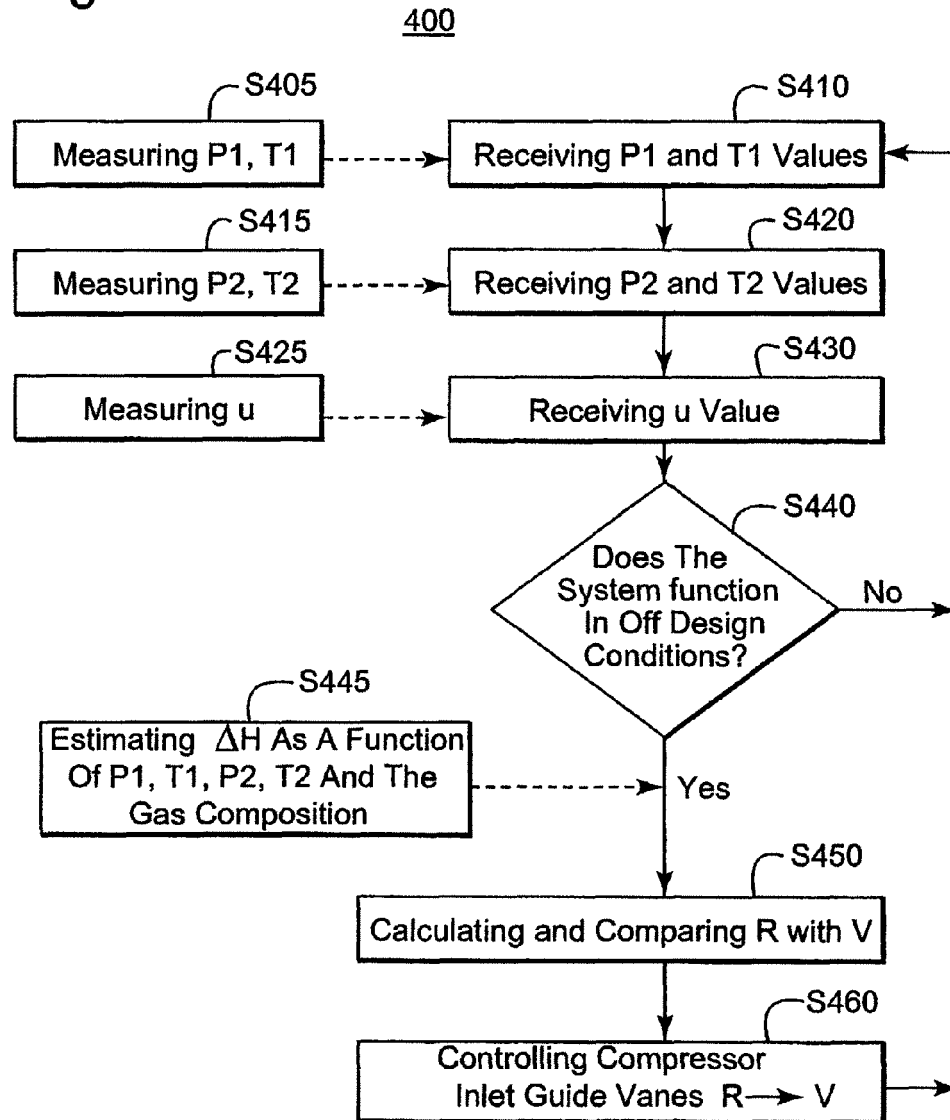 400
S405
S410
Measuring P1, T1
Receiving P1 and T1 Values
S415
S420
Measuring P2, T2
Receiving P2 and T2 Values
S425
S430
Measuring u
Receiving u Value
S440
Does The
System function
In Off Design
Conditions?
No
S445
Estimating ΔH As A Function
Of P1, T1, P2, T2 And The
Gas Composition
Yes
S450
Calculating and Comparing R with V
S460
Controlling Compressor
Inlet Guide Vanes R→ V